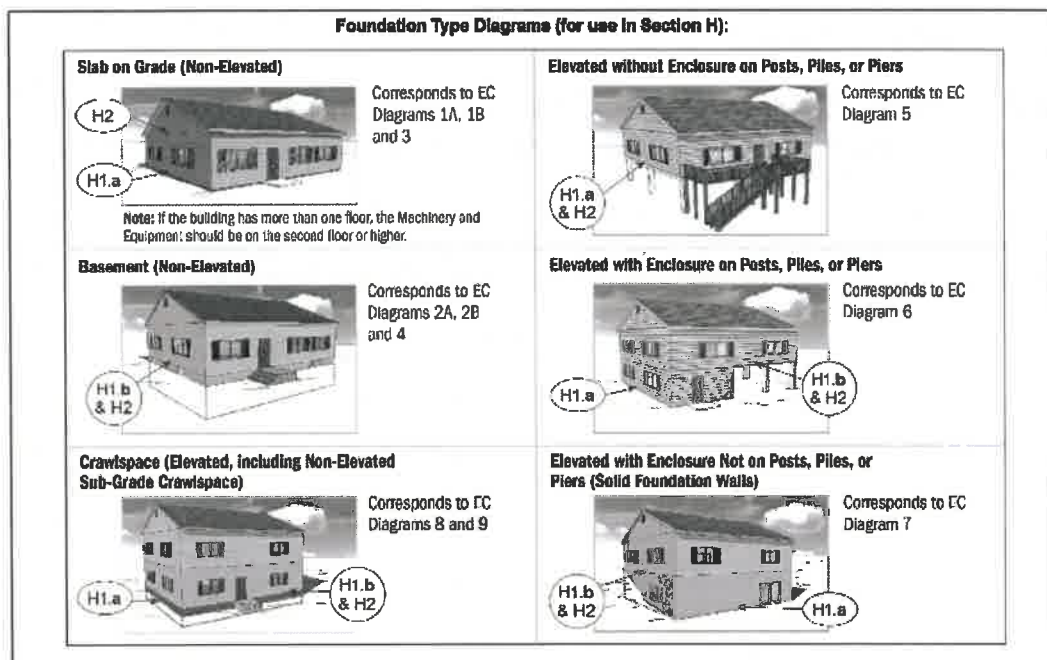 Foundation Type Diagrams (for use in Section H):
Slab on Grade (Non-Elevated)
H2
H1.a
Corresponds to EC
Diagrams 1A, 1B
and 3
Note: If the building has more than one floor, the Machinery and
Equipment should be on the second floor or higher.
Elevated without Enclosure on Posts, Piles, or Piers
H1.a
& H2
Corresponds to EC
Diagram 5
Basement (Non-Elevated)
H1.b
& H2
Corresponds to EC
Diagrams 2A, 2B
and 4
Elevated with Enclosure on Posts, Piles, or Piers
H1.a
H1.b
& H2
Corresponds to EC
Diagram 6
Crawlspace (Elevated, including Non-Elevated
Sub-Grade Crawlspace)
H1.a
H1.b
& H2
Corresponds to EC
Diagrams 8 and 9
Elevated with Enclosure Not on Posts, Piles, or
Piers (Solid Foundation Walls)
H1.b
& H2
H1.a
Corresponds to EC
Diagram 7